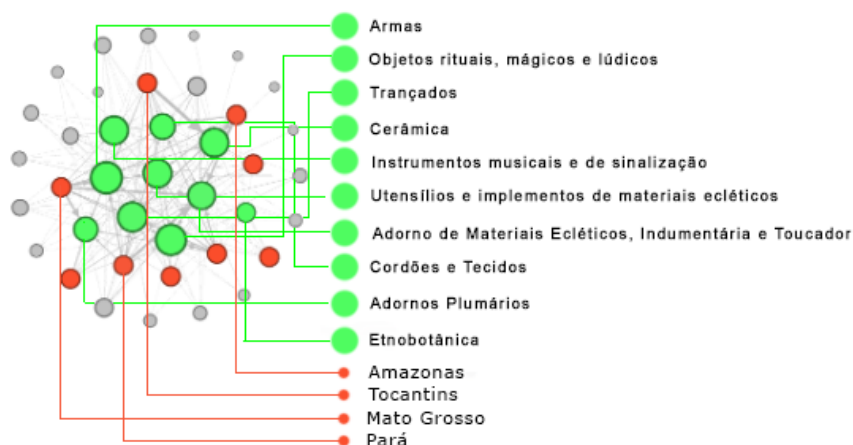 Armas
Objetos rituais, mágicos e lúdicos
Trançados
Cerâmica
Instrumentos musicais e de sinalização
Utensílios e implementos de materiais ecléticos
Adorno de Materiais Ecléticos, Indumentária e Toucador
Cordões e Tecidos
Adornos Plumários
Etnobotânica
Amazonas
Tocantins
Mato Grosso
Pará